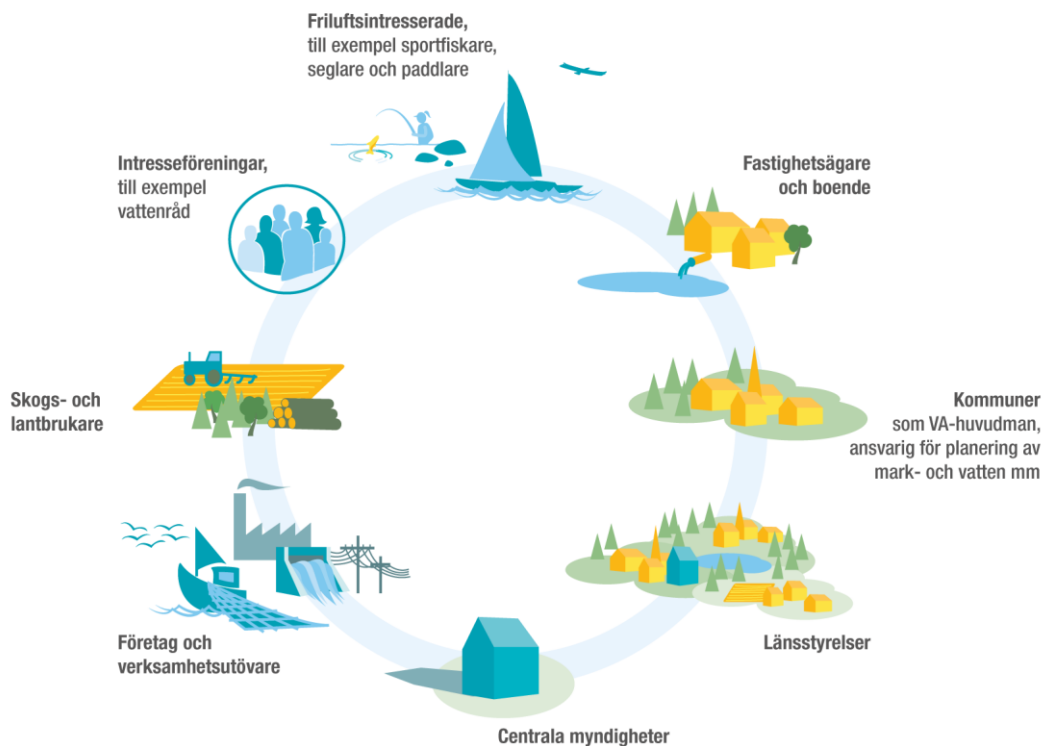 Friluftsintresserade,
till exempel sportfiskare,
seglare och paddlare
Fastighetsägare
och boende
Kommuner
som VA-huvudman,
ansvarig för planering av
mark- och vatten mm
Länsstyrelser
Centrala myndigheter
Företag och
verksamhetsutövare
Skogs- och
lantbrukare
Intresseföreningar,
till exempel
vattenråd